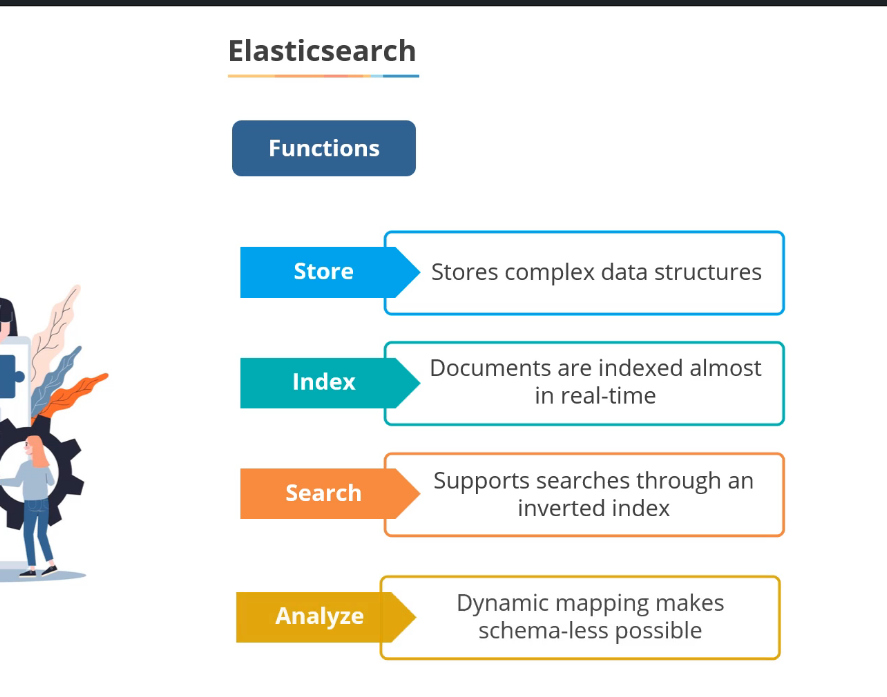 Elasticsearch
Functions
Store
Stores complex data structures
Index
Documents are indexed almost
in real-time
Search
Supports searches through an
inverted index
Analyze
Dynamic mapping makes
schema-less possible